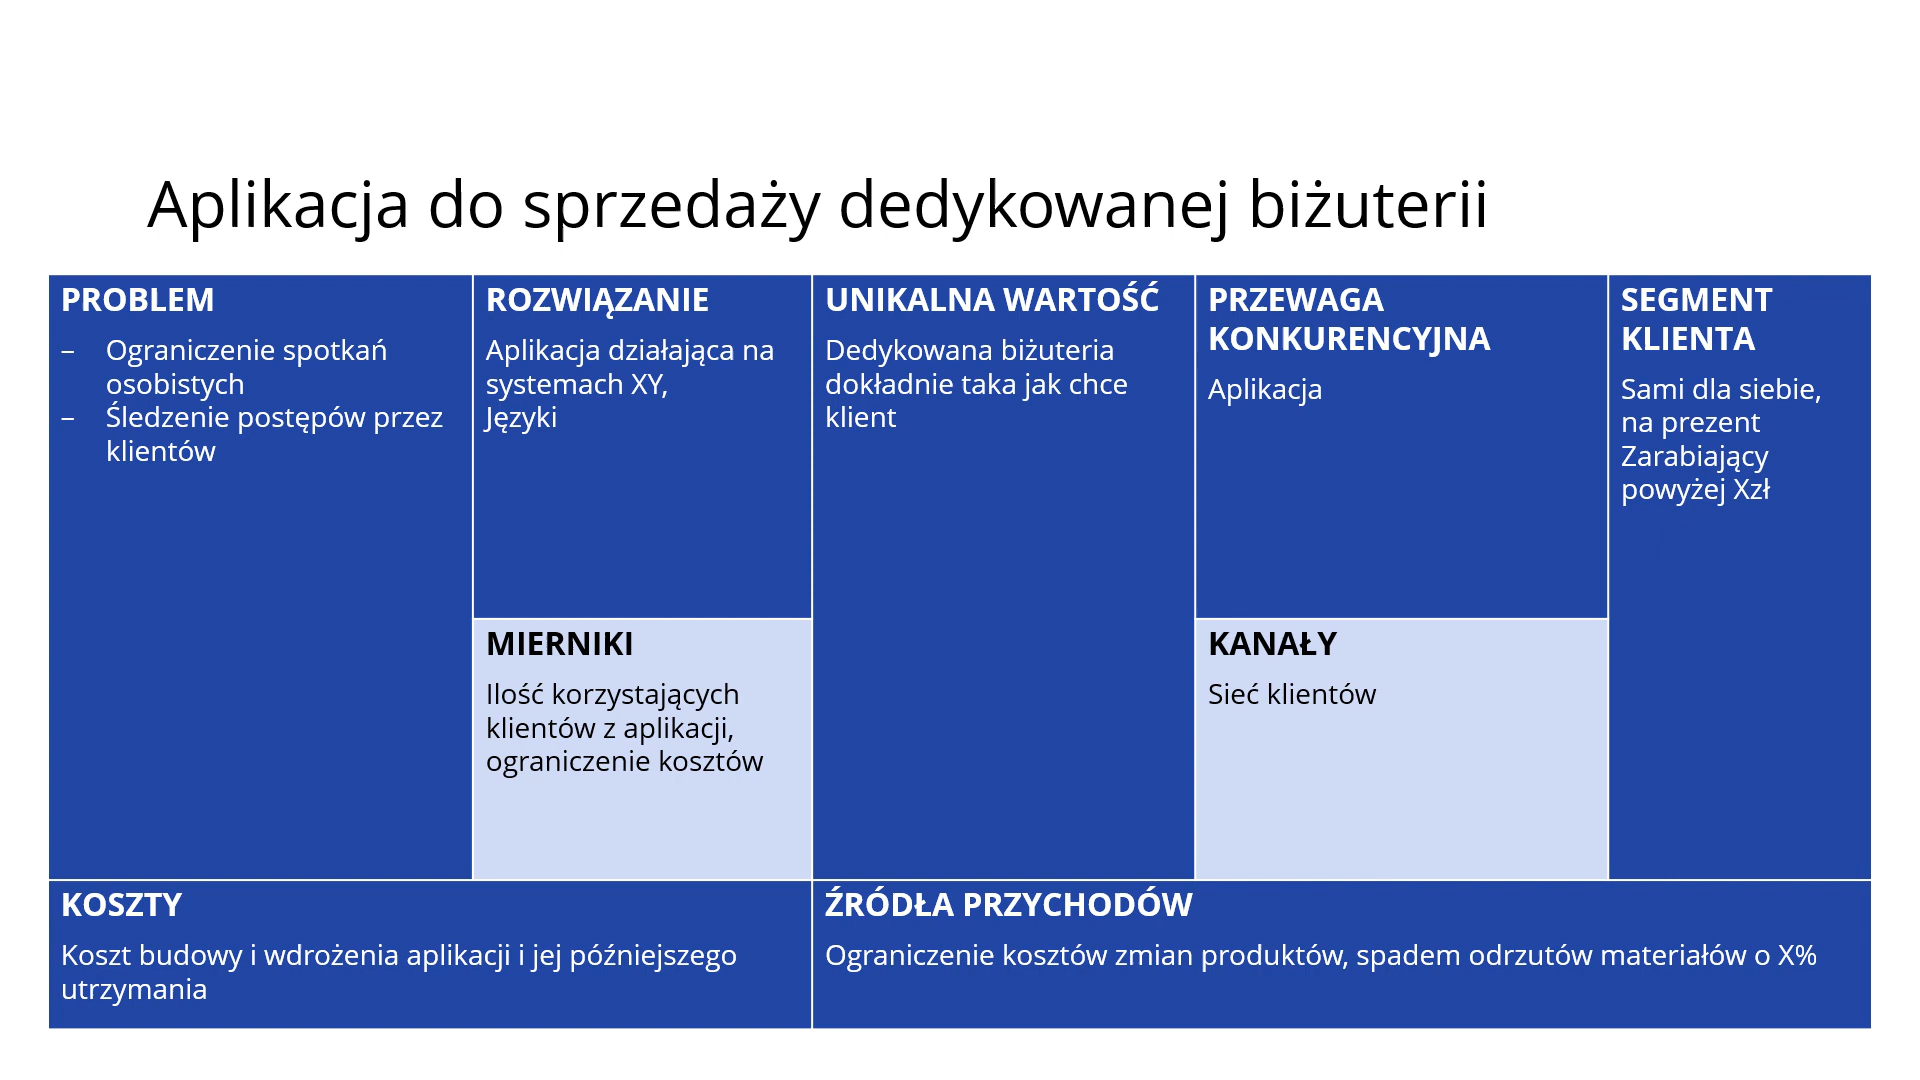 Aplikacja do sprzedaży dedykowanej biżuterii
PROBLEM
– Ograniczenie spotkań
osobistych
– Śledzenie postępów przez
klientów
ROZWIĄZANIE
Aplikacja działająca na
systemach XY,
Języki
MIERNIKI
Ilość korzystających
klientów z aplikacji,
ograniczenie kosztów
UNIKALNA WARTOŚĆ
Dedykowana biżuteria
dokładnie taka jak chce
klient
PRZEWAGA
KONKURENCYJNA
Aplikacja
KANAŁY
Sieć klientów
SEGMENT
KLIENTA
Sami dla siebie,
na prezent
Zarabiający
powyżej Xzł
KOSZTY
Koszt budowy i wdrożenia aplikacji i jej późniejszego
utrzymania
ŹRÓDŁA PRZYCHODÓW
Ograniczenie kosztów zmian produktów, spadem odrzutów materiałów o X%